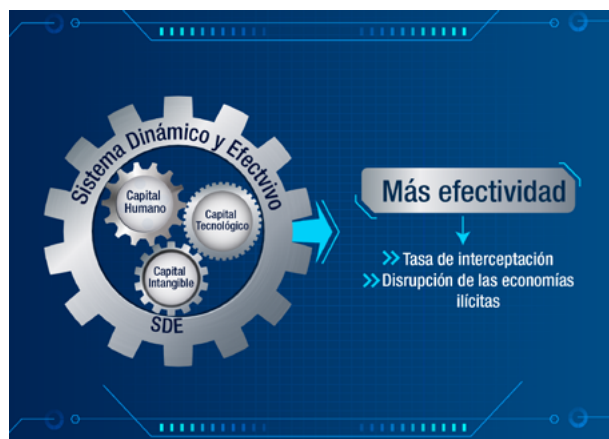 Sistema Dinámico y Efectvivo
Capital
Humano
Capital
Tecnológico
Capital
Intangible
SDE
Más efectividad
Tasa de interceptación
Disrupción de las economías
ilícitas